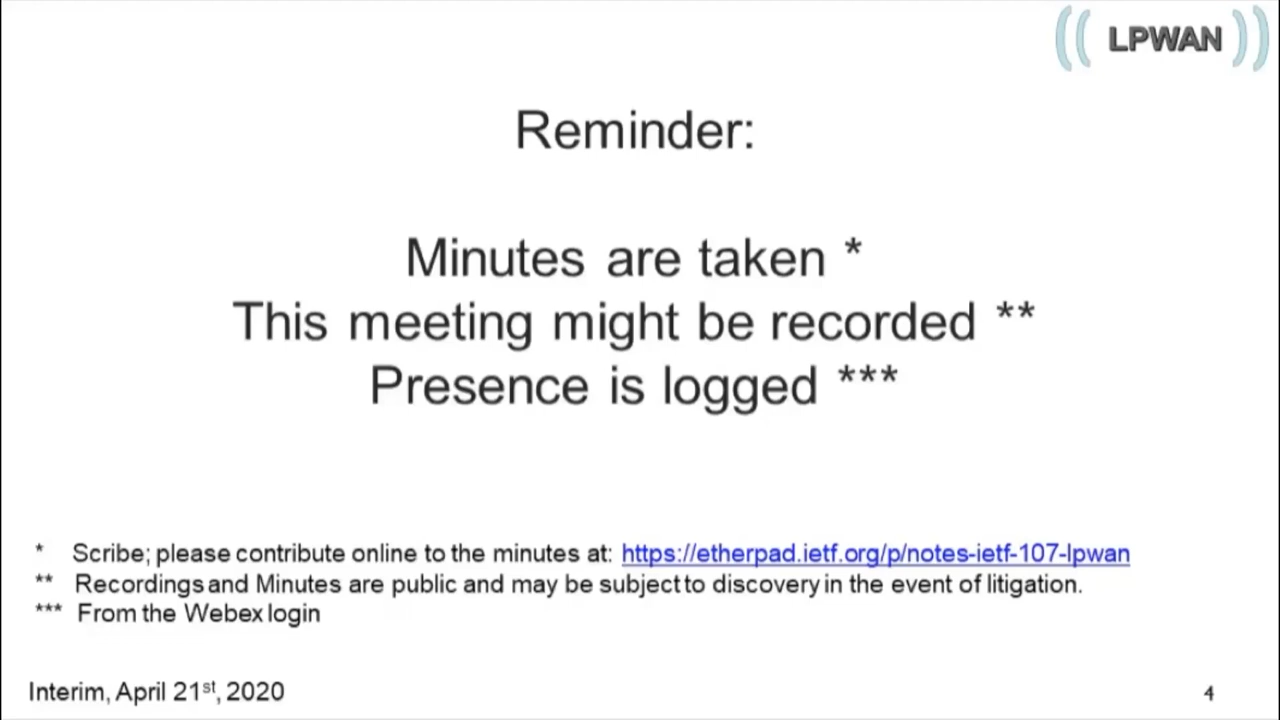 LPWAN
Reminder:
Minutes are taken *
This meeting might be recorded **
Presence is logged ***
* Scribe; please contribute online to the minutes at: https://etherpad.ietf.org/p/notes-ietf-107-lpwan
** Recordings and Minutes are public and may be subject to discovery in the event of litigation.
*** From the Webex login
Interim, April 21st, 2020
4